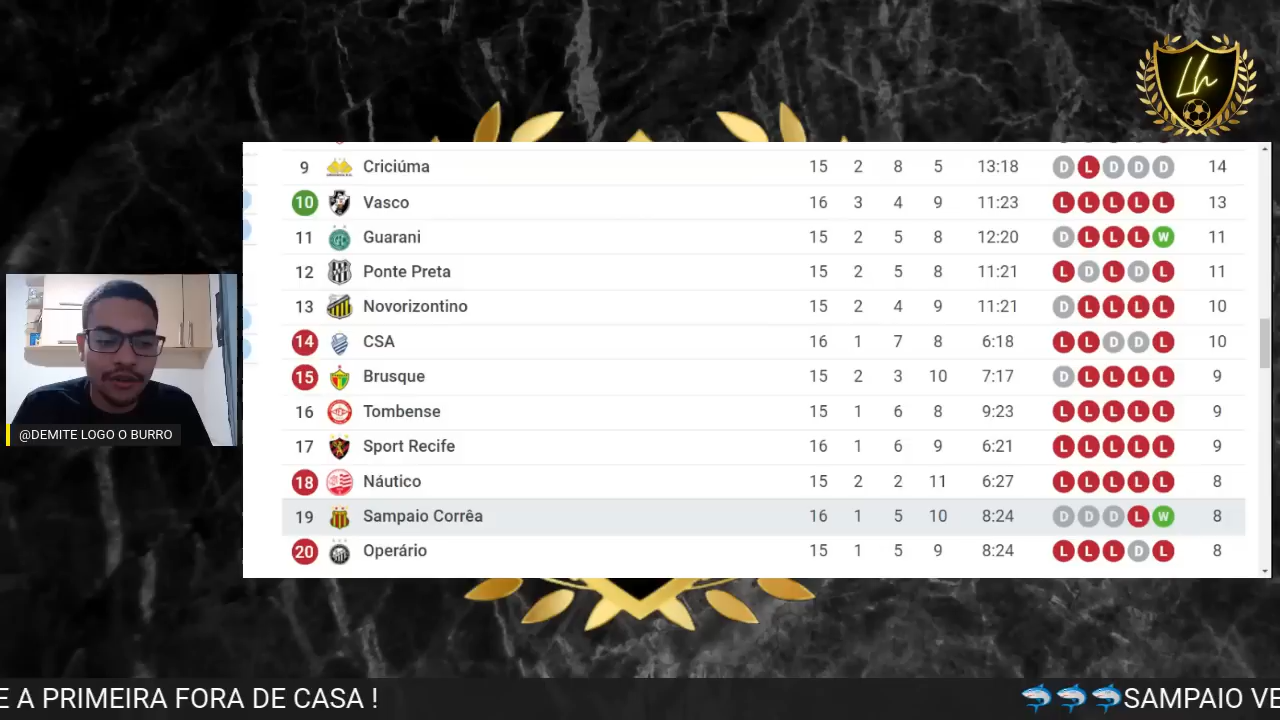 Lh
9 Criciúma 15 2 8 5 13:18 D L D D D 14
10 Vasco 16 3 4 9 11:23 L L L L L 13
11 Guarani 15 2 5 8 12:20 D L L L W 11
12 Ponte Preta 15 2 5 8 11:21 L D L D L 11
13 Novorizontino 15 2 4 9 11:21 D L L L L 10
14 CSA 16 1 7 8 6:18 L L D D L 10
15 Brusque 15 2 3 10 7:17 D L L L L 9
16 Tombense 15 1 6 8 9:23 L L L L L 9
17 Sport Recife 16 1 6 9 6:21 L L L L L 9
18 Náutico 15 2 2 11 6:27 L L L L L 8
19 Sampaio Corrêa 16 1 5 10 8:24 D D D L W 8
20 Operário 15 1 5 9 8:24 L L L D L 8
@DEMITE LOGO O BURRO
E A PRIMEIRA FORA DE CASA ! SAMPAIO VE